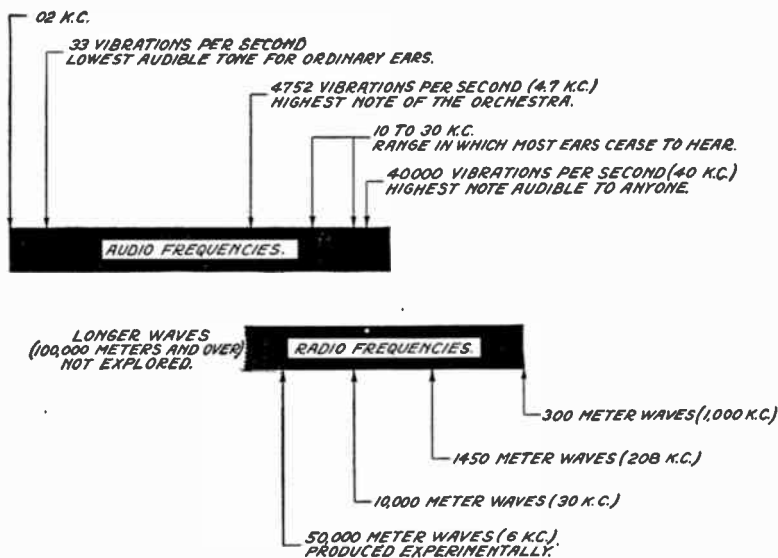 02 K.C.
33 VIBRATIONS PER SECOND
LOWEST AUDIBLE TONE FOR ORDINARY EARS.
4752 VIBRATIONS PER SECOND (4.7 K.C.)
HIGHEST NOTE OF THE ORCHESTRA.
10 TO 30 K.C.
RANGE IN WHICH MOST EARS CEASE TO HEAR.
40000 VIBRATIONS PER SECOND (40 K.C.)
HIGHEST NOTE AUDIBLE TO ANYONE.
AUDIO FREQUENCIES.
LONGER WAVES
(100,000 METERS AND OVER)
NOT EXPLORED.
RADIO FREQUENCIES.
300 METER WAVES (1,000 K.C.)
1450 METER WAVES (208 K.C.)
10,000 METER WAVES (30 K.C.)
50,000 METER WAVES (6 K.C.)
PRODUCED EXPERIMENTALLY.